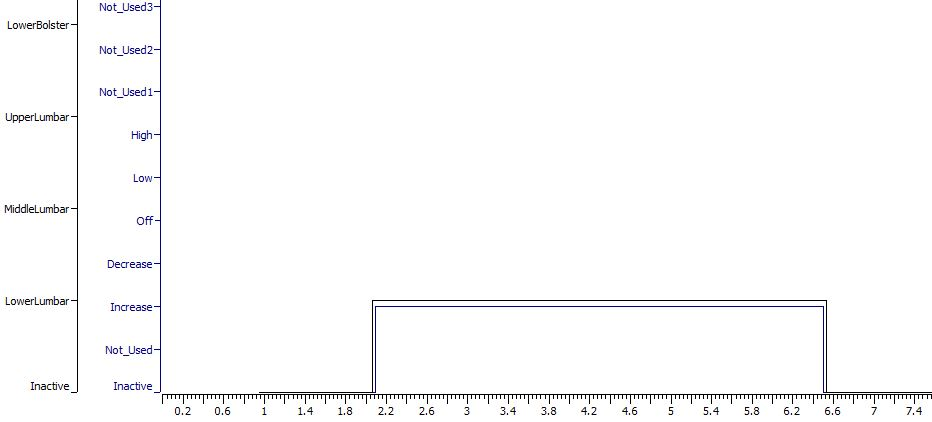 Not_Used3
LowerBolster
Not_Used2
Not_Used1
UpperLumbar
High
Low
MiddleLumbar
Off
Decrease
LowerLumbar
Increase
Not_Used
Inactive Inactive
0.2 0.6 1 1.4 1.8 2.2 2.6 3 3.4 3.8 4.2 4.6 5 5.4 5.8 6.2 6.6 7 7.4